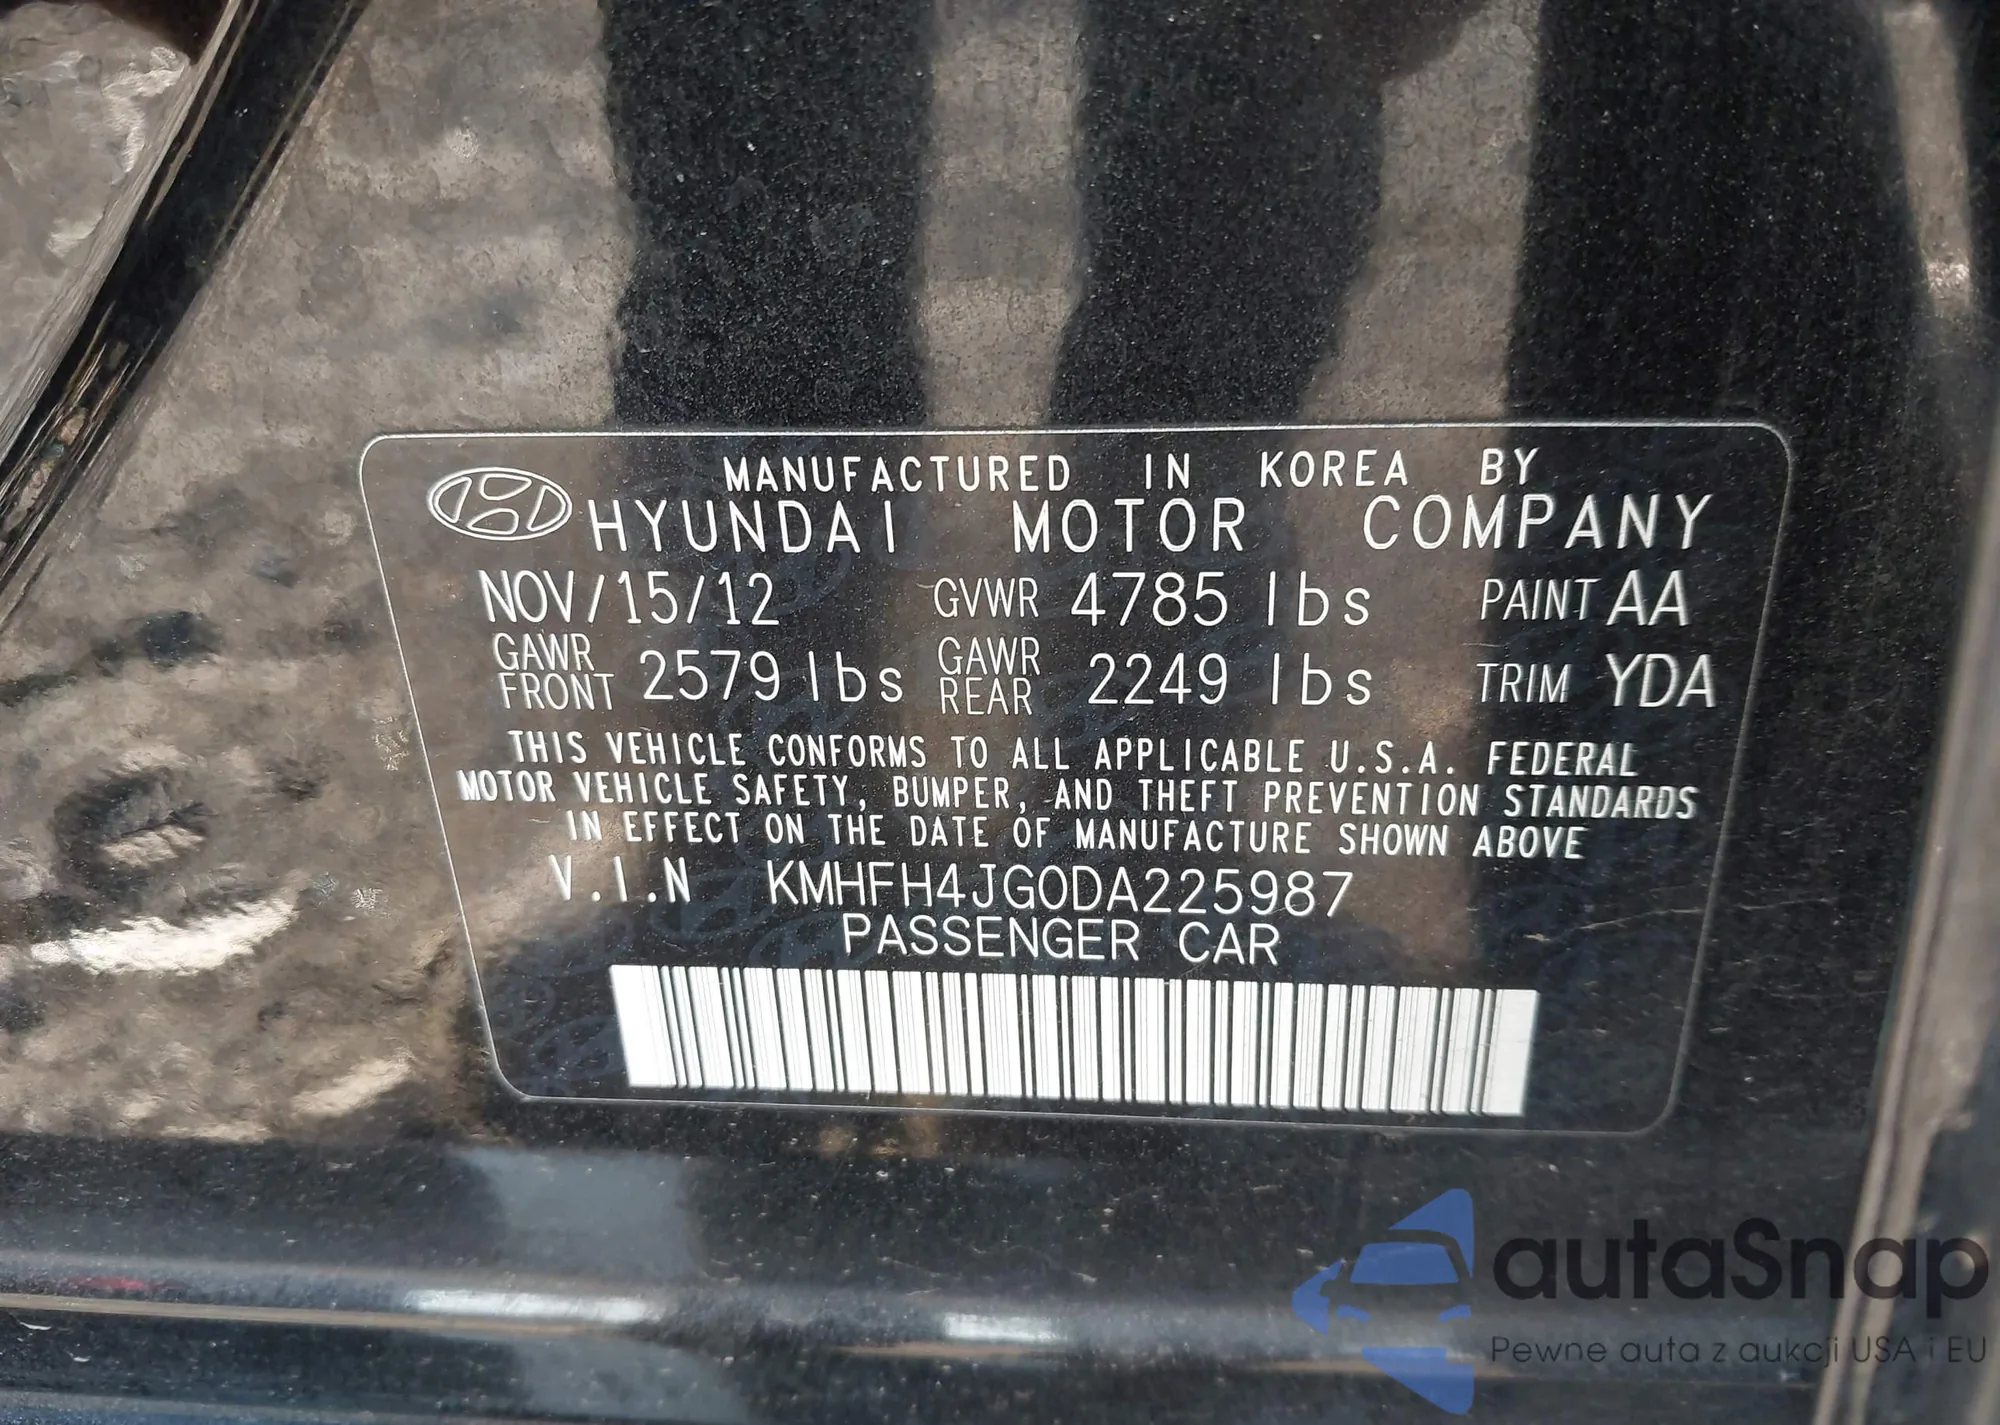 MANUFACTURED IN KOREA BY
HYUNDAI MOTOR COMPANY
NOV/15/12 GVWR 4785 lbs PAINT AA
GAWR FRONT 2579 lbs GAWR REAR 2249 lbs TRIM YDA
THIS VEHICLE CONFORMS TO ALL APPLICABLE U.S.A. FEDERAL
MOTOR VEHICLE SAFETY, BUMPER, AND THEFT PREVENTION STANDARDS
IN EFFECT ON THE DATE OF MANUFACTURE SHOWN ABOVE
V.I.N KMHFH4JG0DA225987
PASSENGER CAR
autaSnap
Pewne auta z aukcji USA i EU